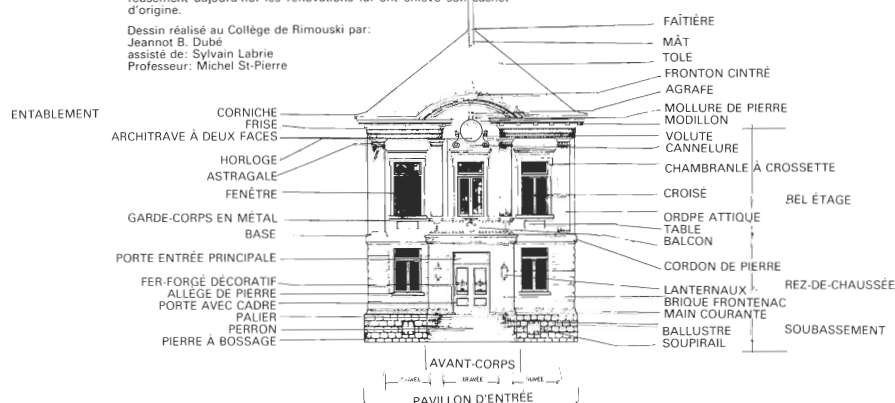 d'origine.
Dessin réalisé au Collège de Rimouski par:
Jeannot B. Dubé
assisté de: Sylvain Labrie
Professeur: Michel St-Pierre
FAÎTIÈRE
MÂT
TOLE
FRONTON CINTRÉ
AGRAFE
MOLLURE DE PIERRE
MODILLON
VOLUTE
CANNELURE
CHAMBRANLE À CROSSETTE
CROISÉ
ORDPE ATTIQUE
TABLE
BALCON
CORDON DE PIERRE
LANTERNAUX
BRIQUE FRONTENAC
MAIN COURANTE
BALLUSTRE
SOUPIRAIL
BEL ÉTAGE
REZ-DE-CHAUSSÉE
SOUBASSEMENT
ENTABLEMENT
CORNICHE
FRISE
ARCHITRAVE À DEUX FACES
HORLOGE
ASTRAGALE
FENÊTRE
GARDE-CORPS EN MÉTAL
BASE
PORTE ENTRÉE PRINCIPALE
FER-FORGÉ DÉCORATIF
ALLÈGE DE PIERRE
PORTE AVEC CADRE
PALIER
PERRON
PIERRE À BOSSAGE
AVANT-CORPS
PAVILLON D'ENTRÉE